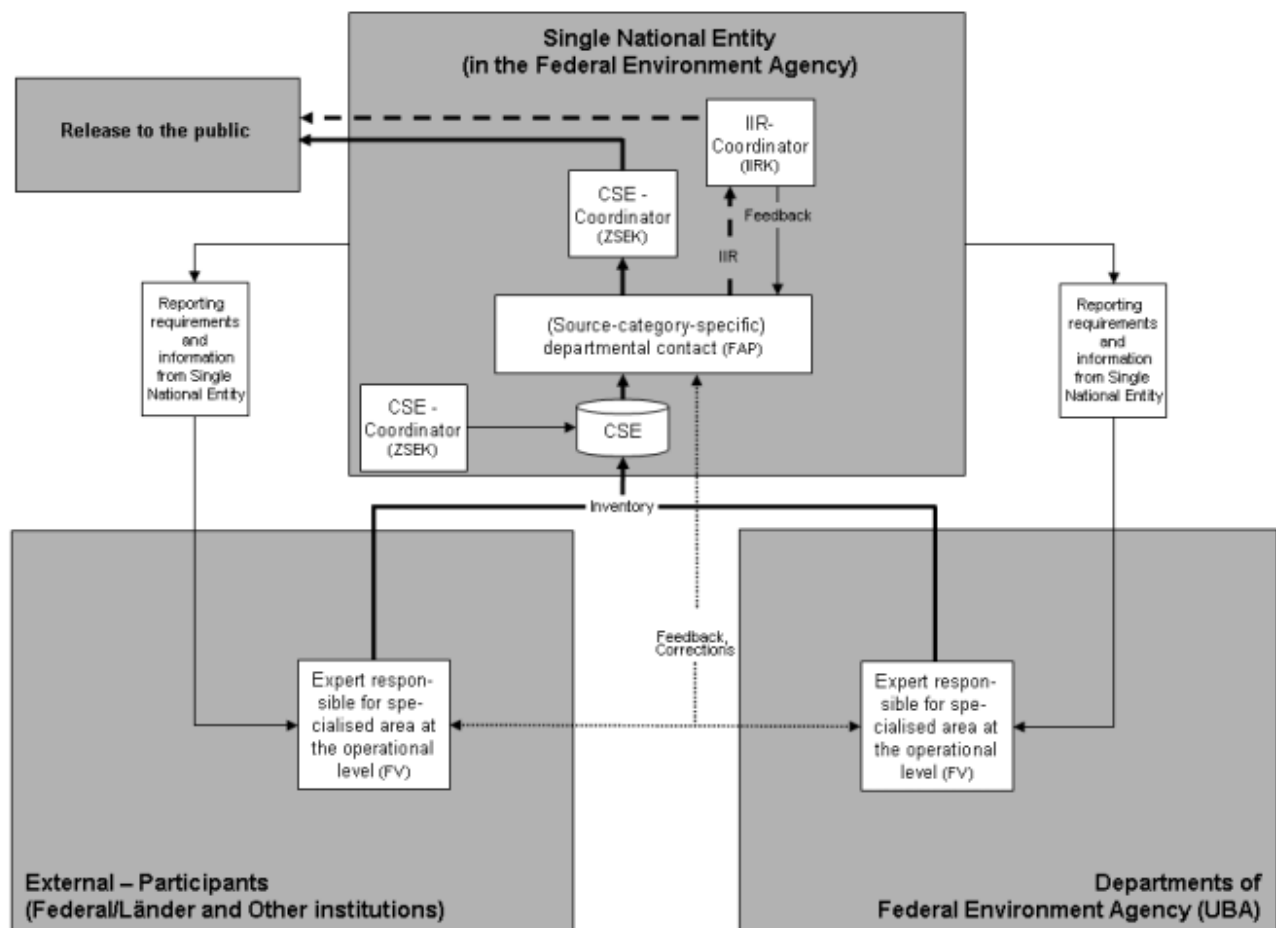 Single National Entity
(in the Federal Environment Agency)
Release to the public
IIR-
Coordinator
(IIRK)
CSE -
Coordinator
(ZSEK)
Feedback
IIR
Reporting
requirements
and
information
from Single
National Entity
Reporting
requirements
and
information
from Single
National Entity
(Source-category-specific)
departmental contact (FAP)
CSE -
Coordinator
(ZSEK)
CSE
Inventory
Feedback,
Corrections
Expert respon-
sible for spe-
cialised area at
the operational
level (FV)
Expert respon-
sible for spe-
cialised area at
the operational
level (FV)
External – Participants
(Federal/Länder and Other institutions)
Departments of
Federal Environment Agency (UBA)